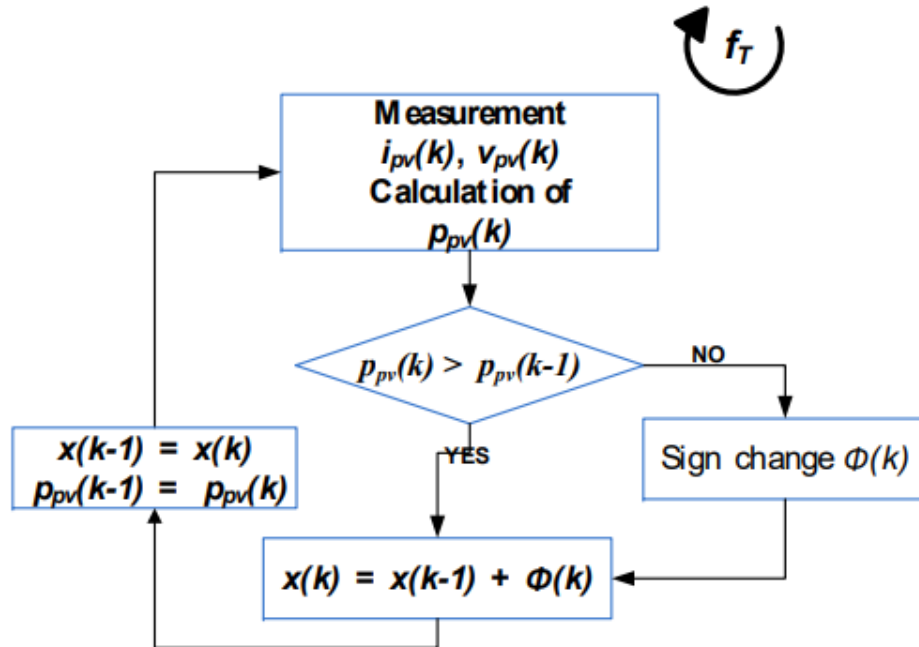 f_T
Measurement
i_pv(k), v_pv(k)
Calculation of
p_pv(k)
p_pv(k) > p_pv(k-1)
NO
YES
Sign change Φ(k)
x(k-1) = x(k)
p_pv(k-1) = p_pv(k)
x(k) = x(k-1) + Φ(k)